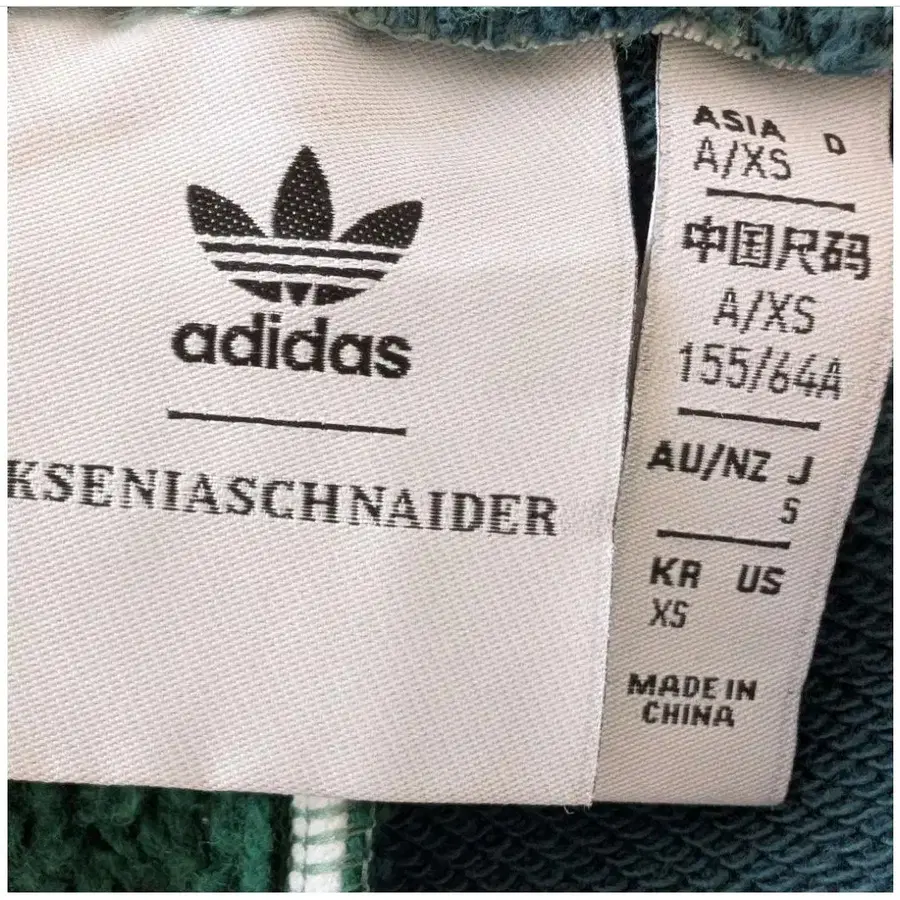 adidas
KSENIASCHNAIDER
ASIA D
A/XS
中国尺码
A/XS
155/64A
AU/NZ J
S
KR US
XS
MADE IN
CHINA